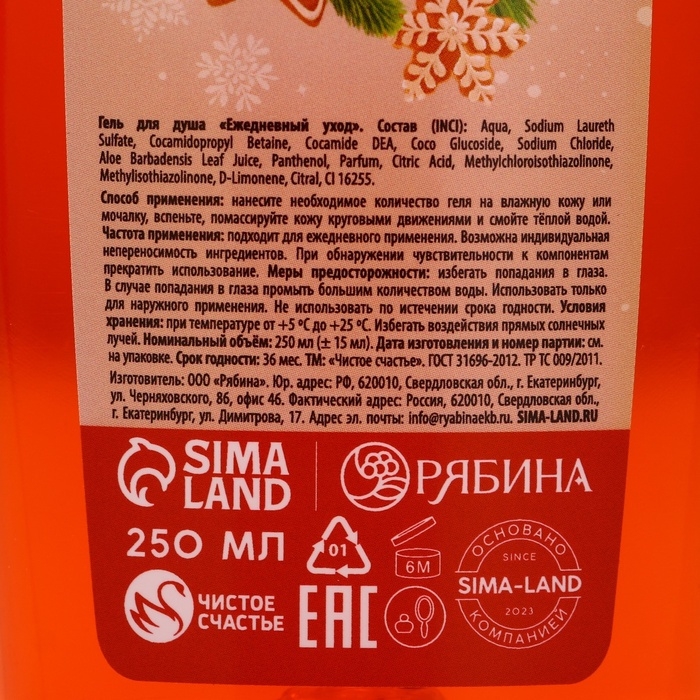 Гель для душа «Ежедневный уход». Состав (INCI): Aqua, Sodium Laureth
Sulfate, Cocamidopropyl Betaine, Cocamide DEA, Coco Glucoside, Sodium Chloride,
Aloe Barbadensis Leaf Juice, Panthenol, Parfum, Citric Acid, Methylchloroisothiazolinone,
Methylisothiazolinone, D-Limonene, Citral, CI 16255.
Способ применения: нанесите необходимое количество геля на влажную кожу или
мочалку, вспеньте, помассируйте кожу круговыми движениями и смойте тёплой водой.
Частота применения: подходит для ежедневного применения. Возможна индивидуальная
непереносимость ингредиентов. При обнаружении чувствительности к компонентам
прекратить использование. Меры предосторожности: избегать попадания в глаза.
В случае попадания в глаза промыть большим количеством воды. Использовать только
для наружного применения. Не использовать по истечении срока годности. Условия
хранения: при температуре от +5 ºC до +25 ºC. Избегать воздействия прямых солнечных
лучей. Номинальный объём: 250 мл (± 15 мл). Дата изготовления и номер партии: см.
на упаковке. Срок годности: 36 мес. ТМ: «Чистое счастье». ГОСТ 31696-2012. ТР ТС 009/2011.
Изготовитель: ООО «Рябина». Юр. адрес: РФ, 620010, Свердловская обл., г. Екатеринбург,
ул. Черняховского, 86, офис 46. Фактический адрес: Россия, 620010, Свердловская обл.,
г. Екатеринбург, ул. Димитрова, 17. Адрес эл. почты: info@ryabinaekb.ru. SIMA-LAND.RU
SIMA
LAND
РЯБИНА
250 МЛ
01
6M
ОСНОВАНО
SINCE
SIMA-LAND
2023
КОМПАНИЕЙ
ЧИСТОЕ
СЧАСТЬЕ
EAC